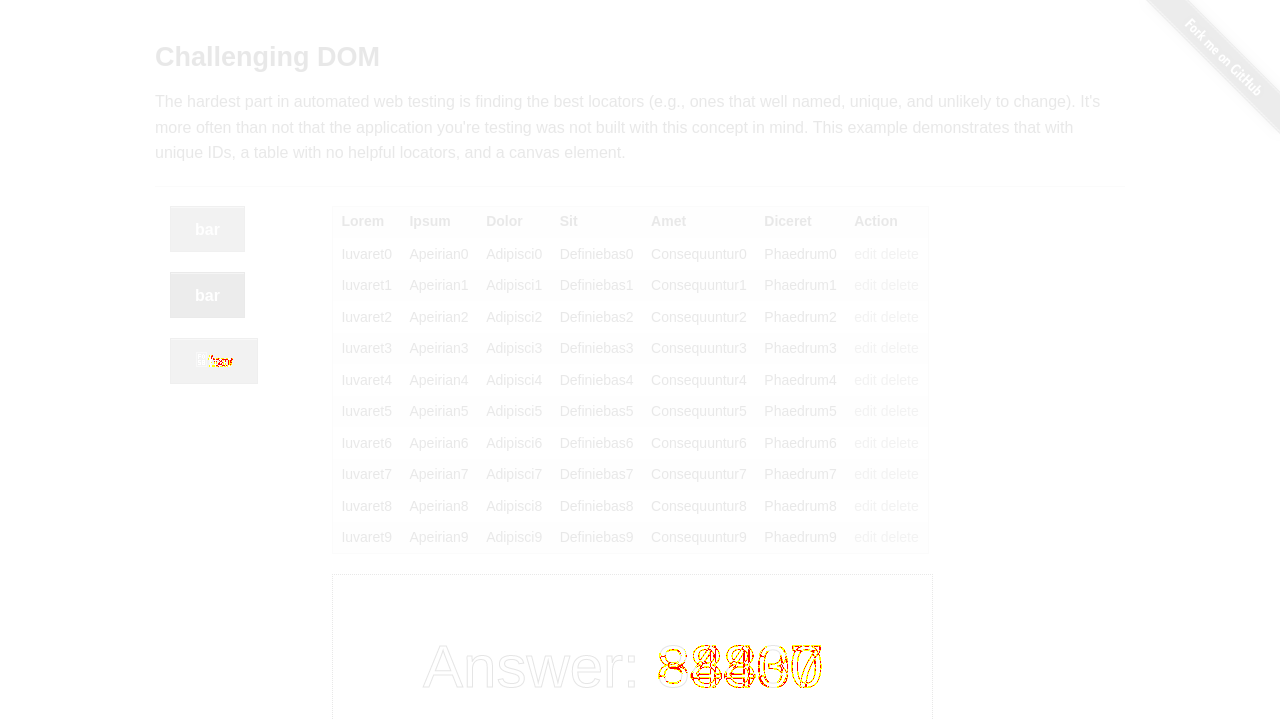 Fork me on GitHub
Challenging DOM
The hardest part in automated web testing is finding the best locators (e.g., ones that well named, unique, and unlikely to change). It's
more often than not that the application you're testing was not built with this concept in mind. This example demonstrates that with
unique IDs, a table with no helpful locators, and a canvas element.
bar
bar
Lorem Ipsum Dolor Sit Amet Diceret Action
Iuvaret0 Apeirian0 Adipisci0 Definiebas0 Consequuntur0 Phaedrum0 edit delete
Iuvaret1 Apeirian1 Adipisci1 Definiebas1 Consequuntur1 Phaedrum1 edit delete
Iuvaret2 Apeirian2 Adipisci2 Definiebas2 Consequuntur2 Phaedrum2 edit delete
Iuvaret3 Apeirian3 Adipisci3 Definiebas3 Consequuntur3 Phaedrum3 edit delete
Iuvaret4 Apeirian4 Adipisci4 Definiebas4 Consequuntur4 Phaedrum4 edit delete
Iuvaret5 Apeirian5 Adipisci5 Definiebas5 Consequuntur5 Phaedrum5 edit delete
Iuvaret6 Apeirian6 Adipisci6 Definiebas6 Consequuntur6 Phaedrum6 edit delete
Iuvaret7 Apeirian7 Adipisci7 Definiebas7 Consequuntur7 Phaedrum7 edit delete
Iuvaret8 Apeirian8 Adipisci8 Definiebas8 Consequuntur8 Phaedrum8 edit delete
Iuvaret9 Apeirian9 Adipisci9 Definiebas9 Consequuntur9 Phaedrum9 edit delete
Answer: